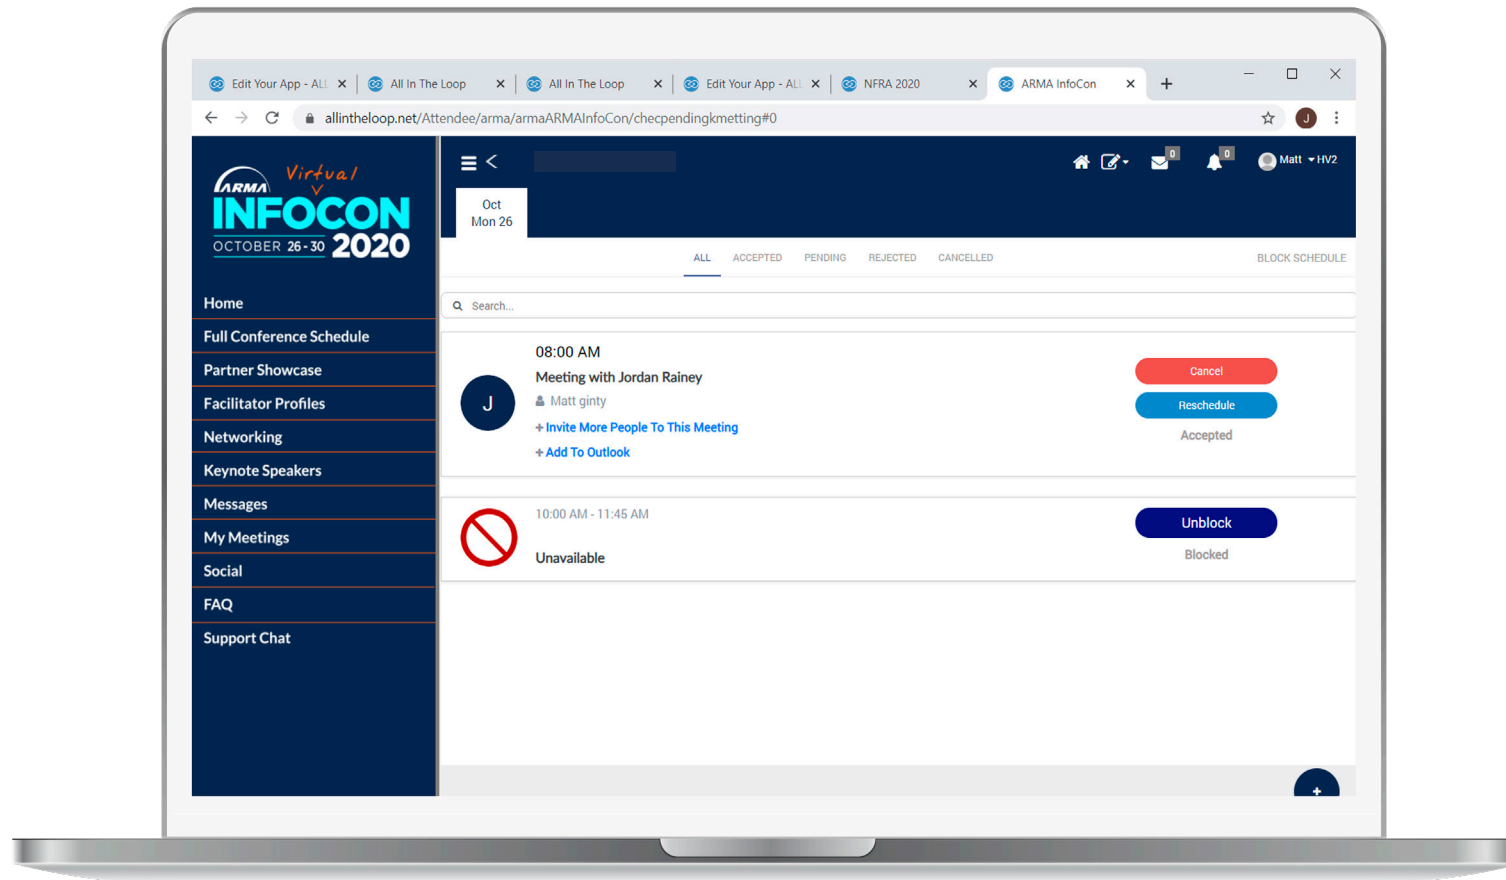 Edit Your App - ALL
All In The Loop
All In The Loop
Edit Your App - ALL
NFRA 2020
ARMA InfoCon
allintheloop.net/Attendee/arma/armaARMAInfoCon/checpendingkmetting#0
J
ARMA
Virtual
INFOCON
OCTOBER 26-30 2020
Home
Full Conference Schedule
Partner Showcase
Facilitator Profiles
Networking
Keynote Speakers
Messages
My Meetings
Social
FAQ
Support Chat
0
0
Matt HV2
Oct
Mon 26
ALL ACCEPTED PENDING REJECTED CANCELLED BLOCK SCHEDULE
Search...
J
08:00 AM
Meeting with Jordan Rainey
Matt ginty
+ Invite More People To This Meeting
+ Add To Outlook
Cancel
Reschedule
Accepted
10:00 AM - 11:45 AM
Unavailable
Unblock
Blocked
+